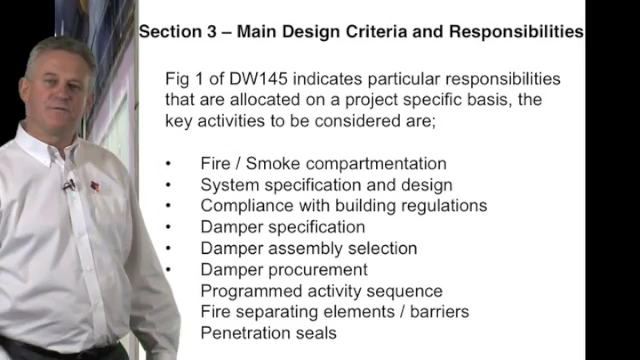 Section 3 – Main Design Criteria and Responsibilities
Fig 1 of DW145 indicates particular responsibilities
that are allocated on a project specific basis, the
key activities to be considered are;
• Fire / Smoke compartmentation
• System specification and design
• Compliance with building regulations
• Damper specification
• Damper assembly selection
• Damper procurement
Programmed activity sequence
Fire separating elements / barriers
Penetration seals